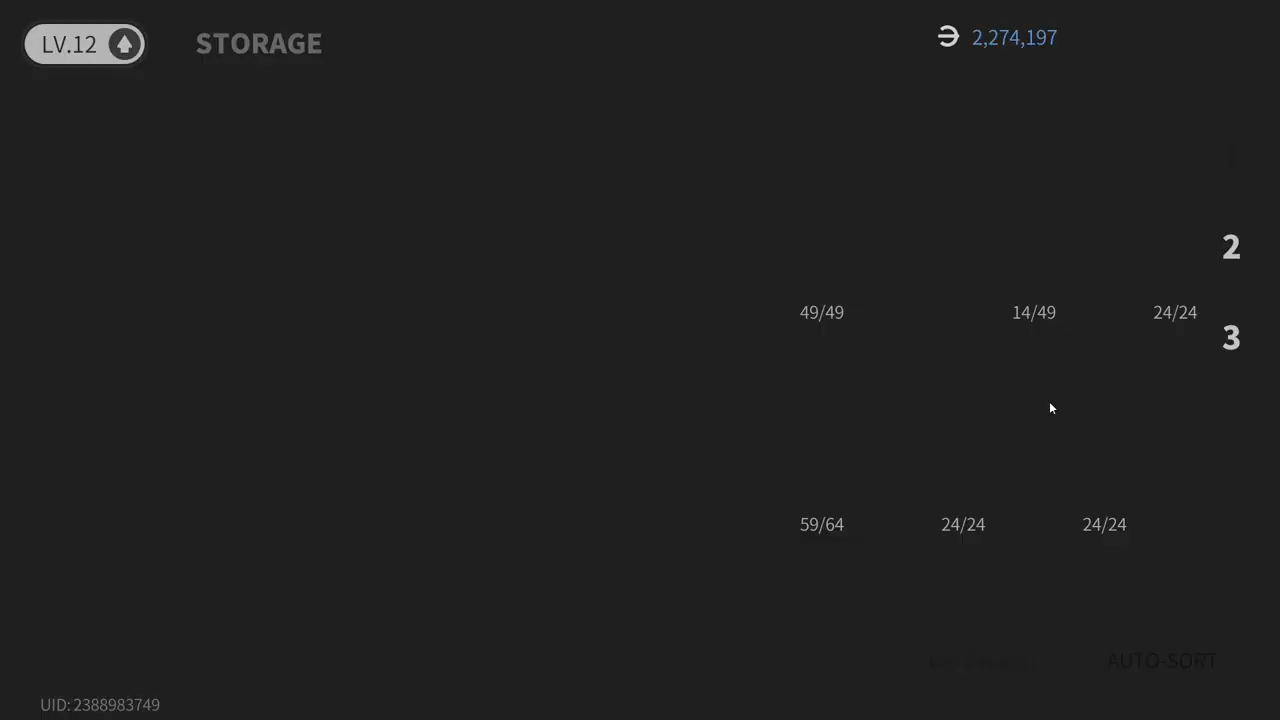 LV.12 STORAGE 2,274,197
2
49/49 14/49 24/24
3
59/64 24/24 24/24
AUTO-SORT
UID: 2388983749